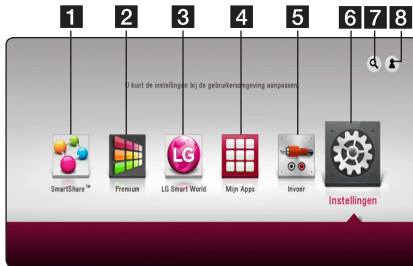 1 2 3 4 5 6 7 8
U kunt de instellingen bij de gebruikersomgeving aanpassen.
LG
SmartShare™ Premium LG Smart World Mijn Apps Invoer
Instellingen